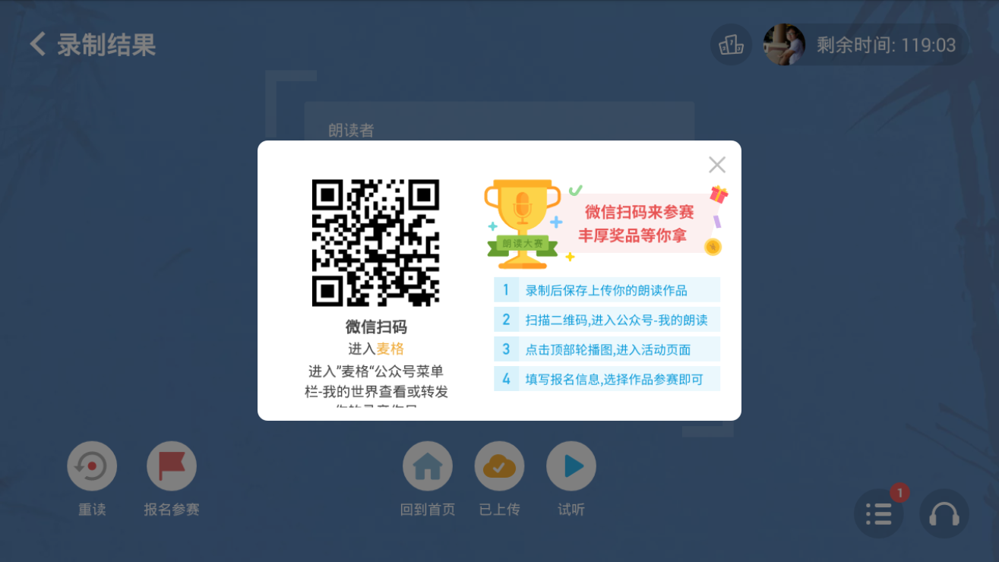 录制结果
剩余时间: 119:03
朗读者
微信扫码
进入麦格
进入”麦格“公众号菜单
栏-我的世界查看或转发
朗读大赛
微信扫码来参赛
丰厚奖品等你拿
1 录制后保存上传你的朗读作品
2 扫描二维码,进入公众号-我的朗读
3 点击顶部轮播图,进入活动页面
4 填写报名信息,选择作品参赛即可
重读
报名参赛
回到首页
已上传
试听
1